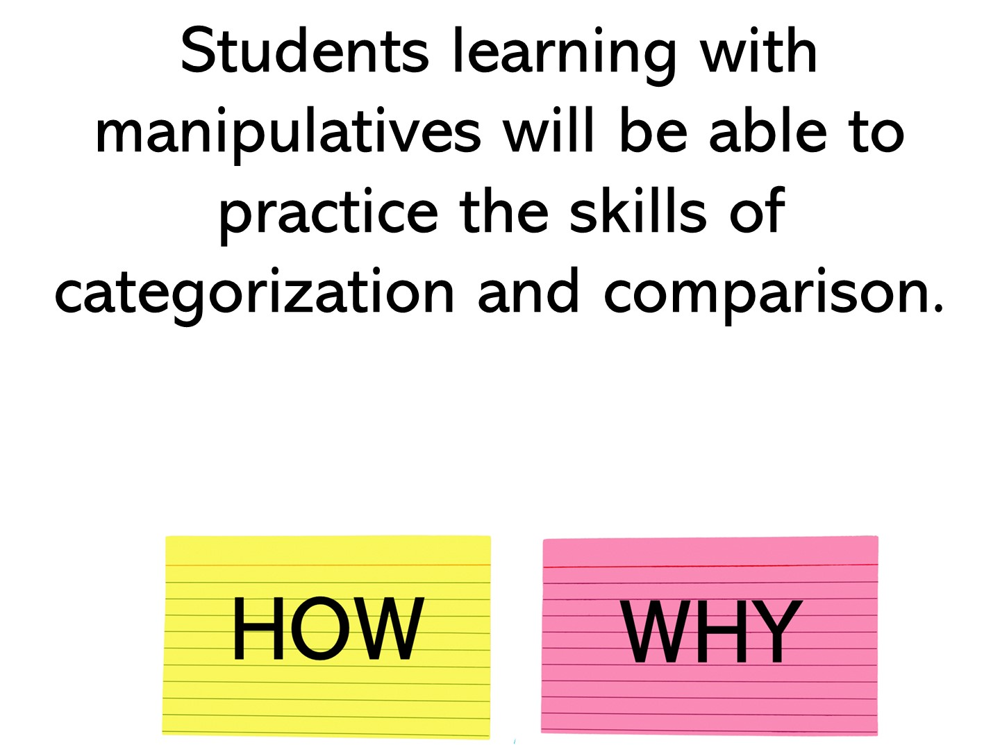 Students learning with
manipulatives will be able to
practice the skills of
categorization and comparison.
HOW
WHY